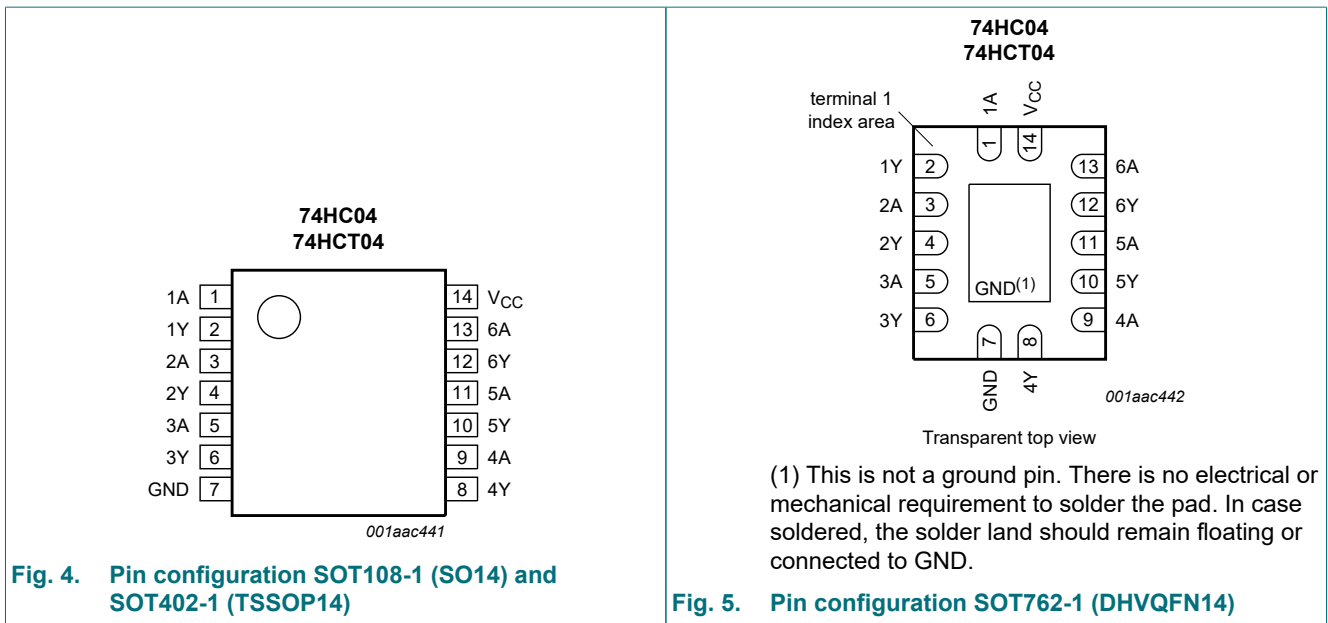 74HC04
74HCT04
1A 1
1Y 2
2A 3
2Y 4
3A 5
3Y 6
GND 7
14 VCC
13 6A
12 6Y
11 5A
10 5Y
9 4A
8 4Y
001aac441
Fig. 4. Pin configuration SOT108-1 (SO14) and
SOT402-1 (TSSOP14)
74HC04
74HCT04
terminal 1
index area
1A
VCC
1
14
1Y 2
2A 3
2Y 4
3A 5
3Y 6
13 6A
12 6Y
11 5A
10 5Y
9 4A
GND(1)
7
8
GND
4Y
001aac442
Transparent top view
(1) This is not a ground pin. There is no electrical or
mechanical requirement to solder the pad. In case
soldered, the solder land should remain floating or
connected to GND.
Fig. 5. Pin configuration SOT762-1 (DHVQFN14)